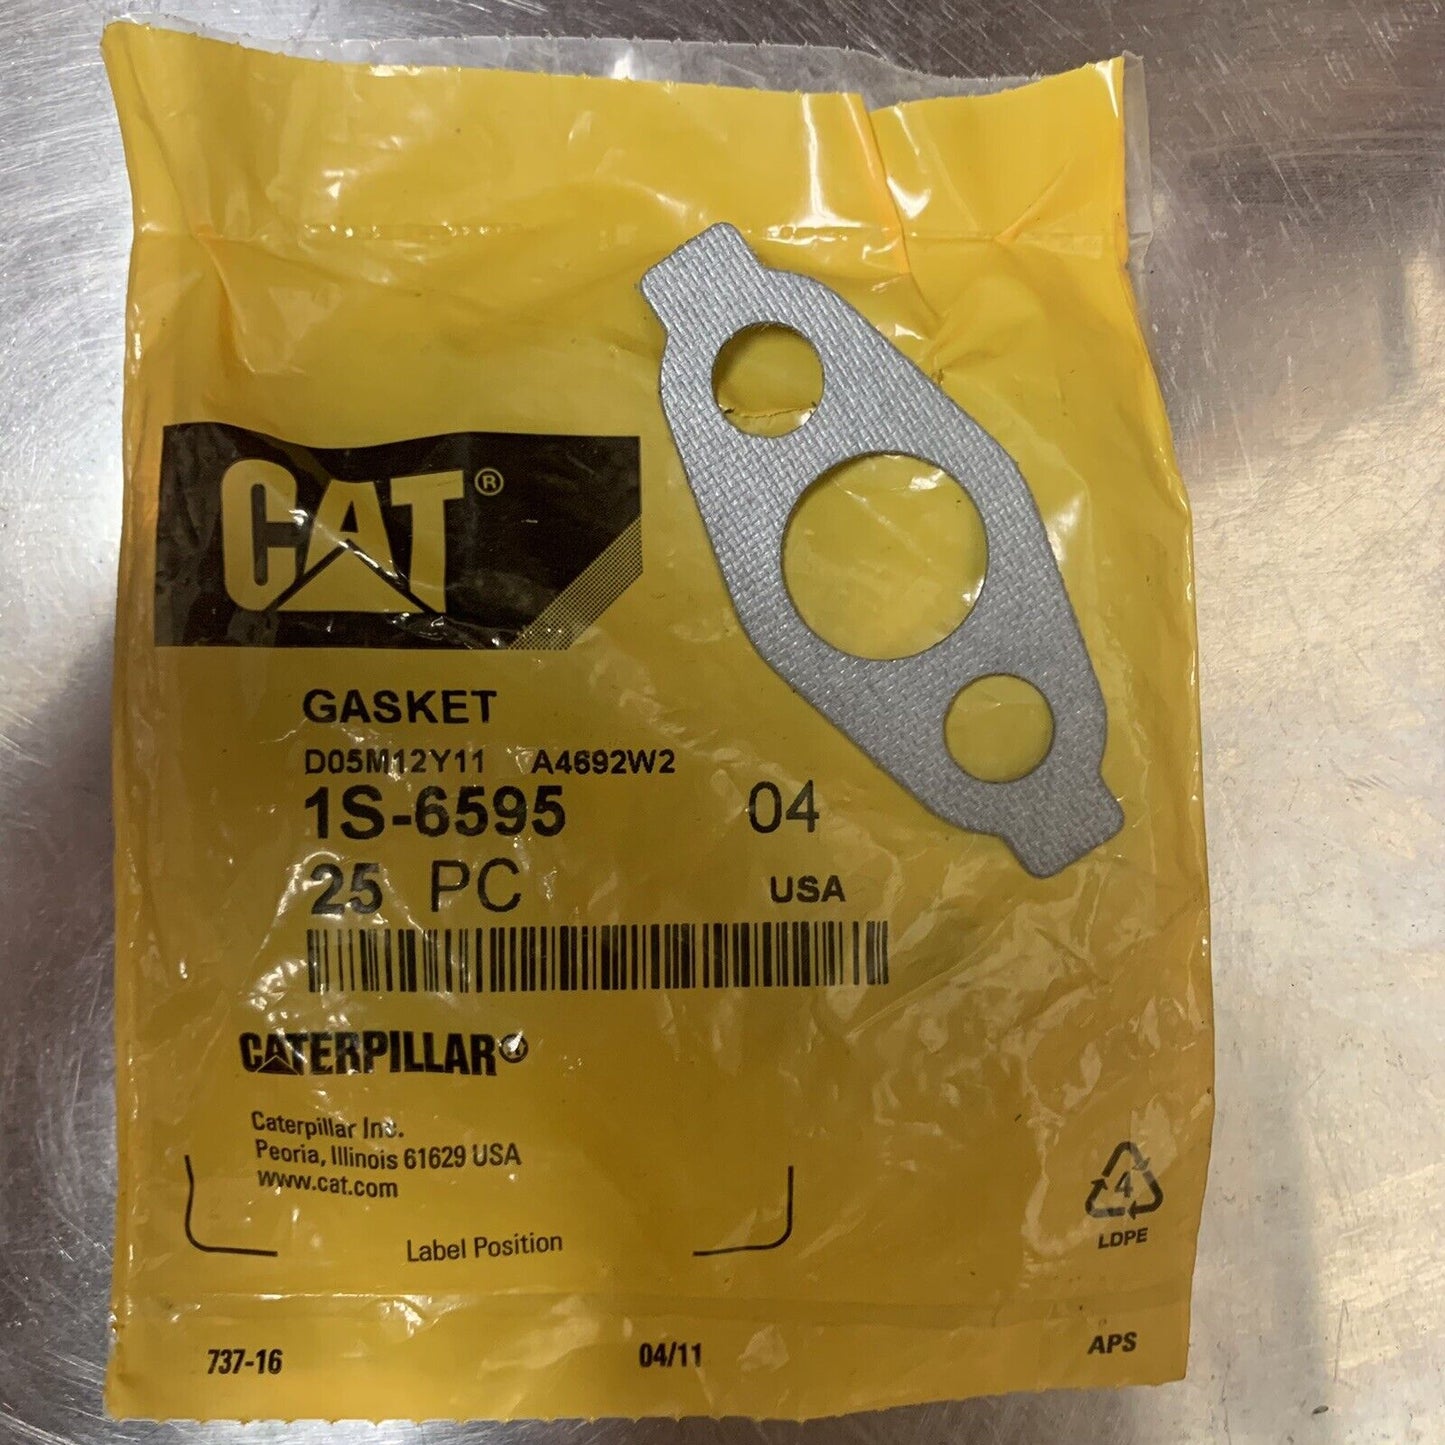 CAT®
GASKET
D05M12Y11 A4692W2
1S-6595 04
25 PC USA
CATERPILLAR®
Caterpillar Inc.
Peoria, Illinois 61629 USA
www.cat.com
Label Position
4
LDPE
737-16 04/11 APS